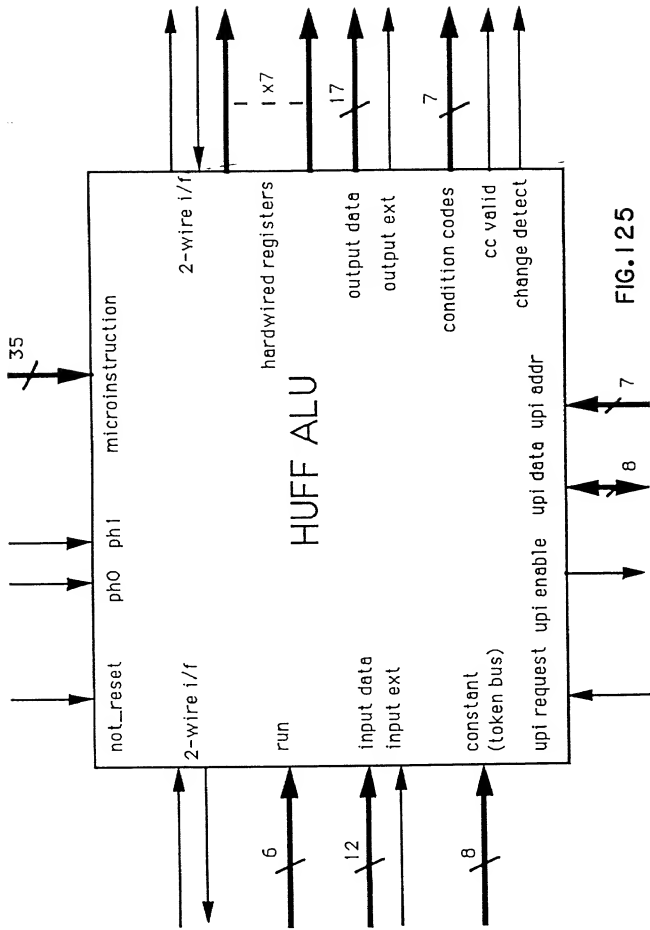 35
not_reset
ph0
ph1
microinstruction
2-wire i/f
2-wire i/f
run
6
hardwired registers
x7
HUFF ALU
input data
12
input ext
output data
17
output ext
constant
(token bus)
8
condition codes
7
cc valid
change detect
upi request
upi enable
upi data
upi addr
8
7
FIG.125